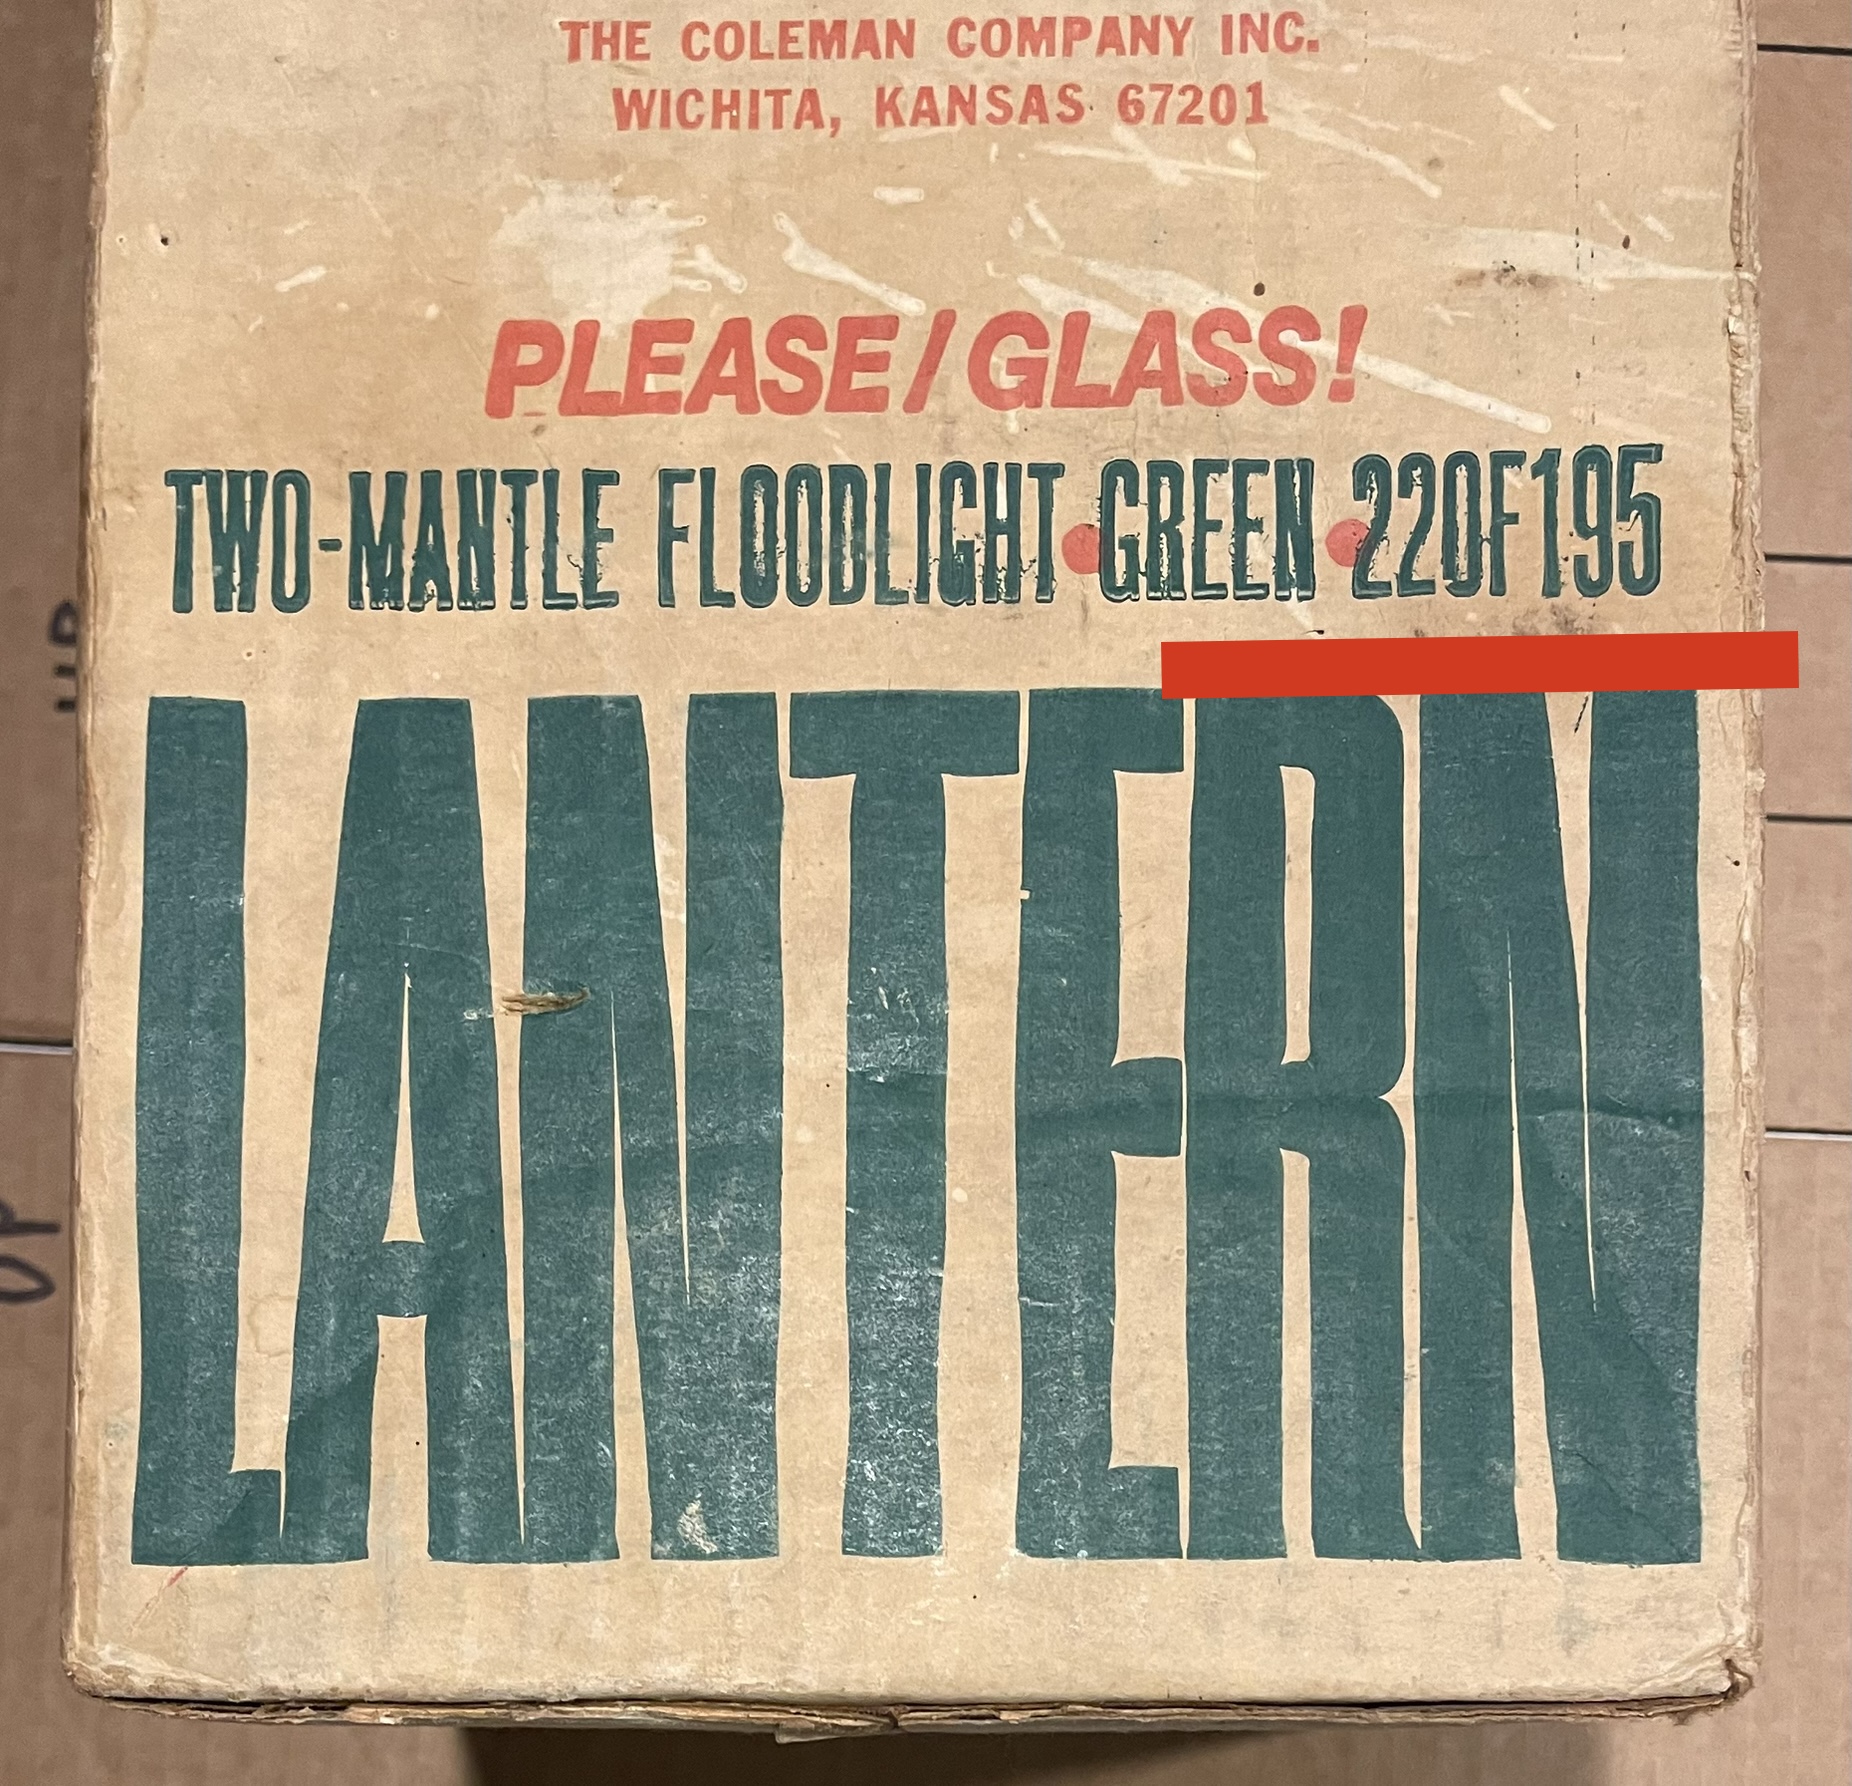 THE COLEMAN COMPANY INC.
WICHITA, KANSAS 67201
PLEASE/GLASS!
TWO-MANTLE FLOODLIGHT•GREEN•220F195
LANTERN